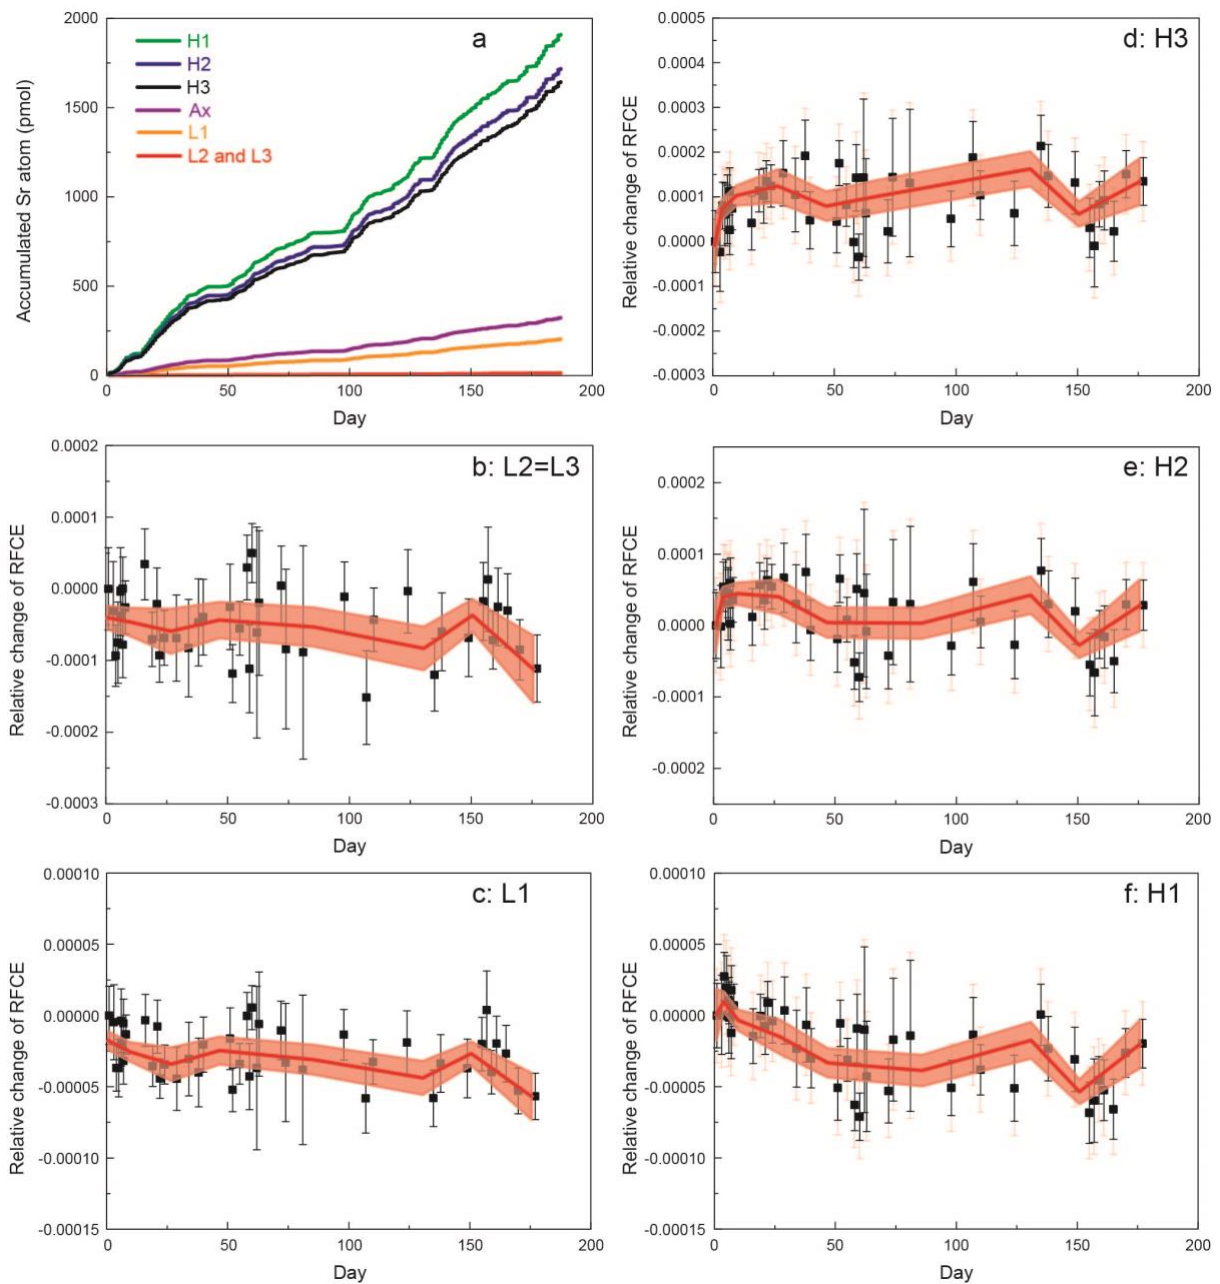 a
H1
H2
H3
Ax
L1
L2 and L3
2000
1500
1000
500
0
Accumulated Sr atom (pmol)
0 50 100 150 200
Day
d: H3
0.0005
0.0004
0.0003
0.0002
0.0001
0.0000
-0.0001
-0.0002
-0.0003
Relative change of RFCE
0 50 100 150 200
Day
b: L2=L3
0.0002
0.0001
0.0000
-0.0001
-0.0002
-0.0003
Relative change of RFCE
0 50 100 150 200
Day
e: H2
0.0002
0.0001
0.0000
-0.0001
-0.0002
Relative change of RFCE
0 50 100 150 200
Day
c: L1
0.00010
0.00005
0.00000
-0.00005
-0.00010
-0.00015
Relative change of RFCE
0 50 100 150 200
Day
f: H1
0.00010
0.00005
0.00000
-0.00005
-0.00010
-0.00015
Relative change of RFCE
0 50 100 150 200
Day